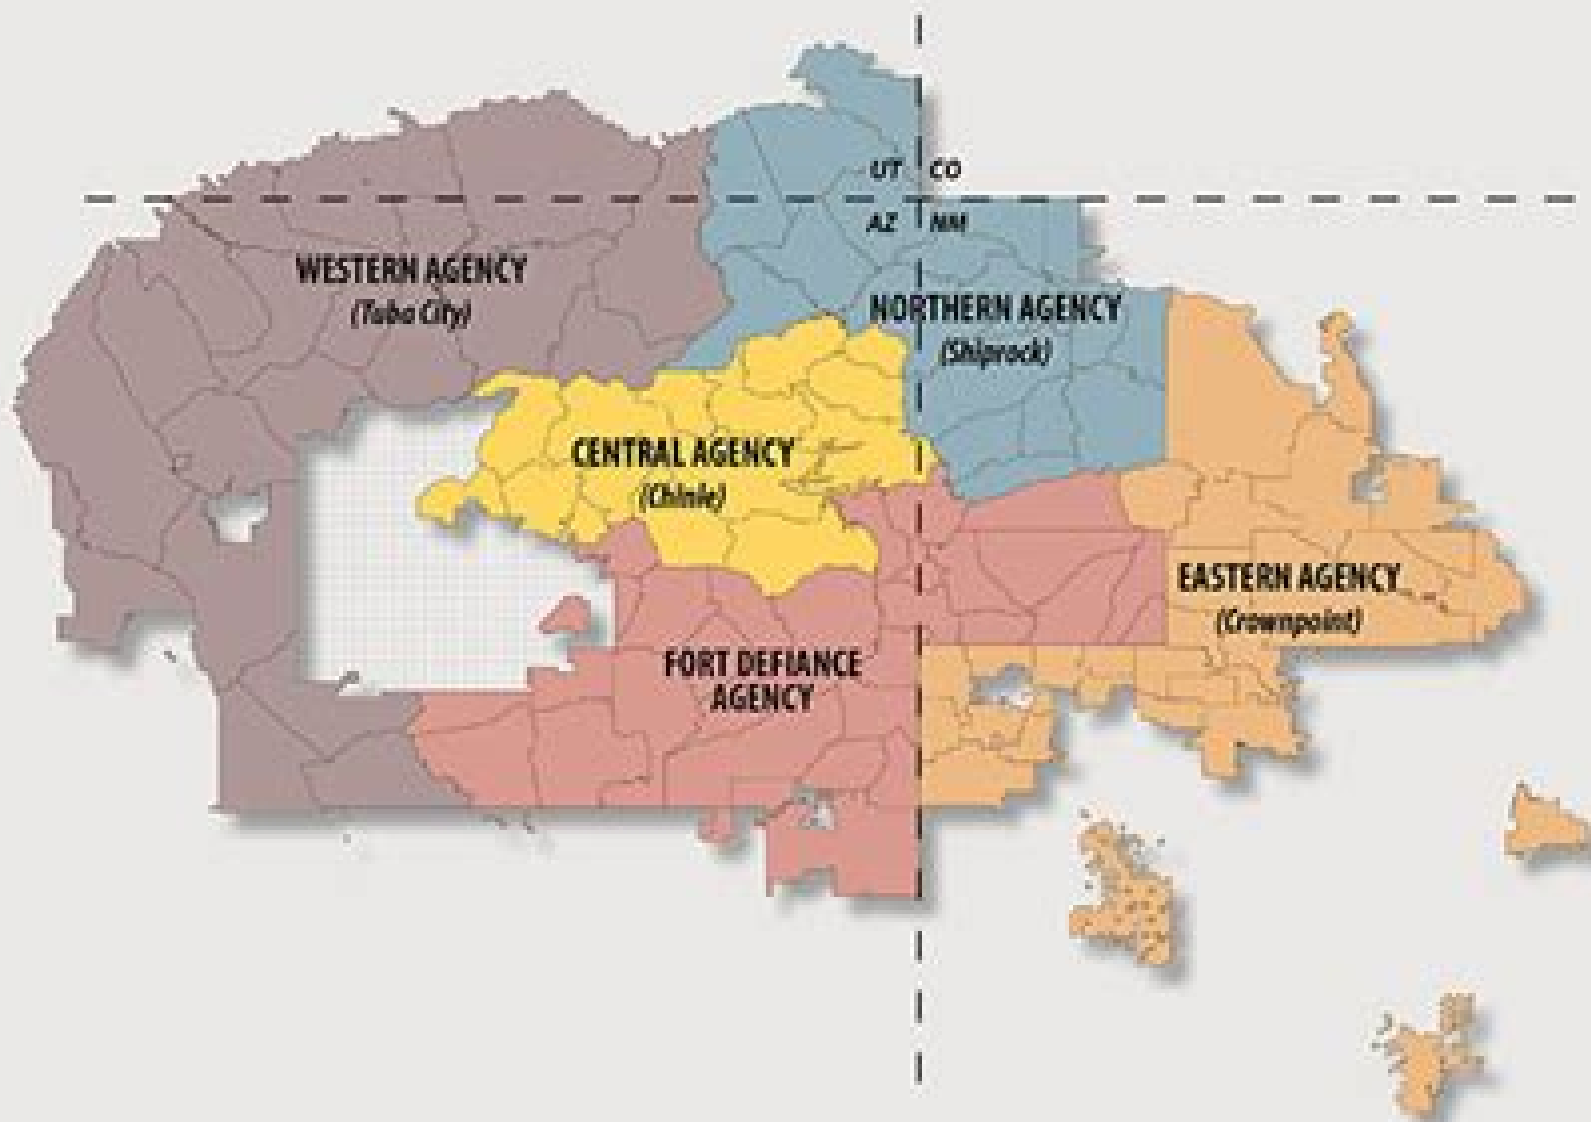 UT CO
AZ NM
WESTERN AGENCY
(Tuba City)
NORTHERN AGENCY
(Shiprock)
CENTRAL AGENCY
(Chinle)
EASTERN AGENCY
(Crownpoint)
FORT DEFIANCE
AGENCY